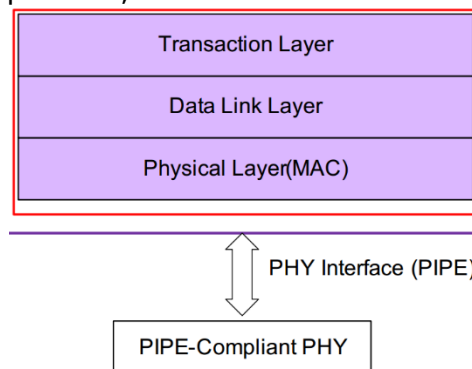 Transaction Layer
Data Link Layer
Physical Layer(MAC)
PHY Interface (PIPE)
PIPE-Compliant PHY